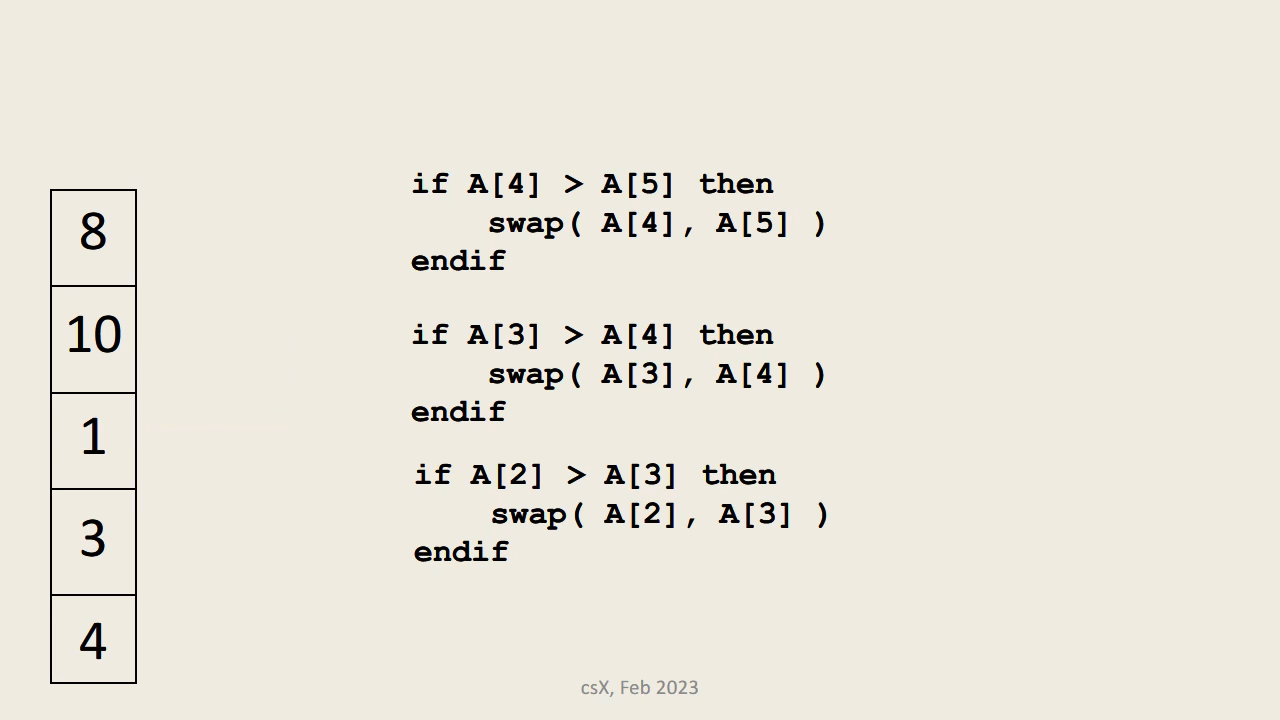 8
10
1
3
4
if A[4] > A[5] then
    swap( A[4], A[5] )
endif
if A[3] > A[4] then
    swap( A[3], A[4] )
endif
if A[2] > A[3] then
    swap( A[2], A[3] )
endif
csX, Feb 2023